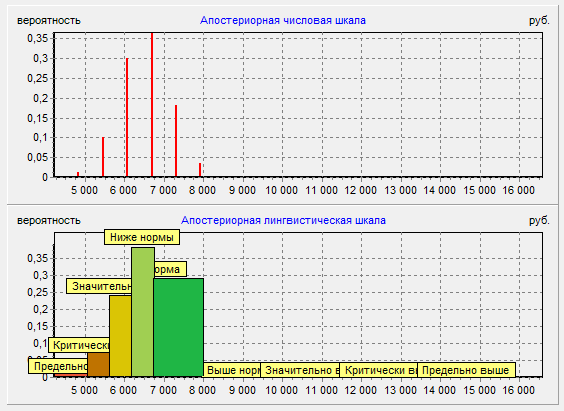 вероятность Апостериорная числовая шкала руб.
0,35
0,3
0,25
0,2
0,15
0,1
0,05
0
5 000 6 000 7 000 8 000 9 000 10 000 11 000 12 000 13 000 14 000 15 000 16 000
вероятность Апостериорная лингвистическая шкала руб.
Ниже нормы
0,35
0,3
0,25
Значительн
0,2
0,15
0,1
Критически
Предельно
Выше норм Значительно в Критически вы Предельно выше
5 000 6 000 7 000 8 000 9 000 10 000 11 000 12 000 13 000 14 000 15 000 16 000